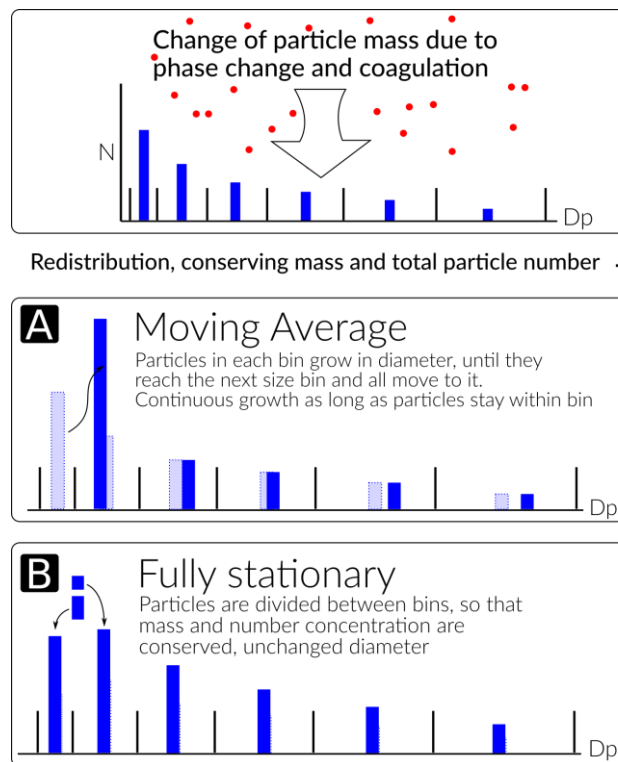 Change of particle mass due to
phase change and coagulation
N
Dp
Redistribution, conserving mass and total particle number
A
Moving Average
Particles in each bin grow in diameter, until they
reach the next size bin and all move to it.
Continuous growth as long as particles stay within bin
Dp
B
Fully stationary
Particles are divided between bins, so that
mass and number concentration are
conserved, unchanged diameter
Dp